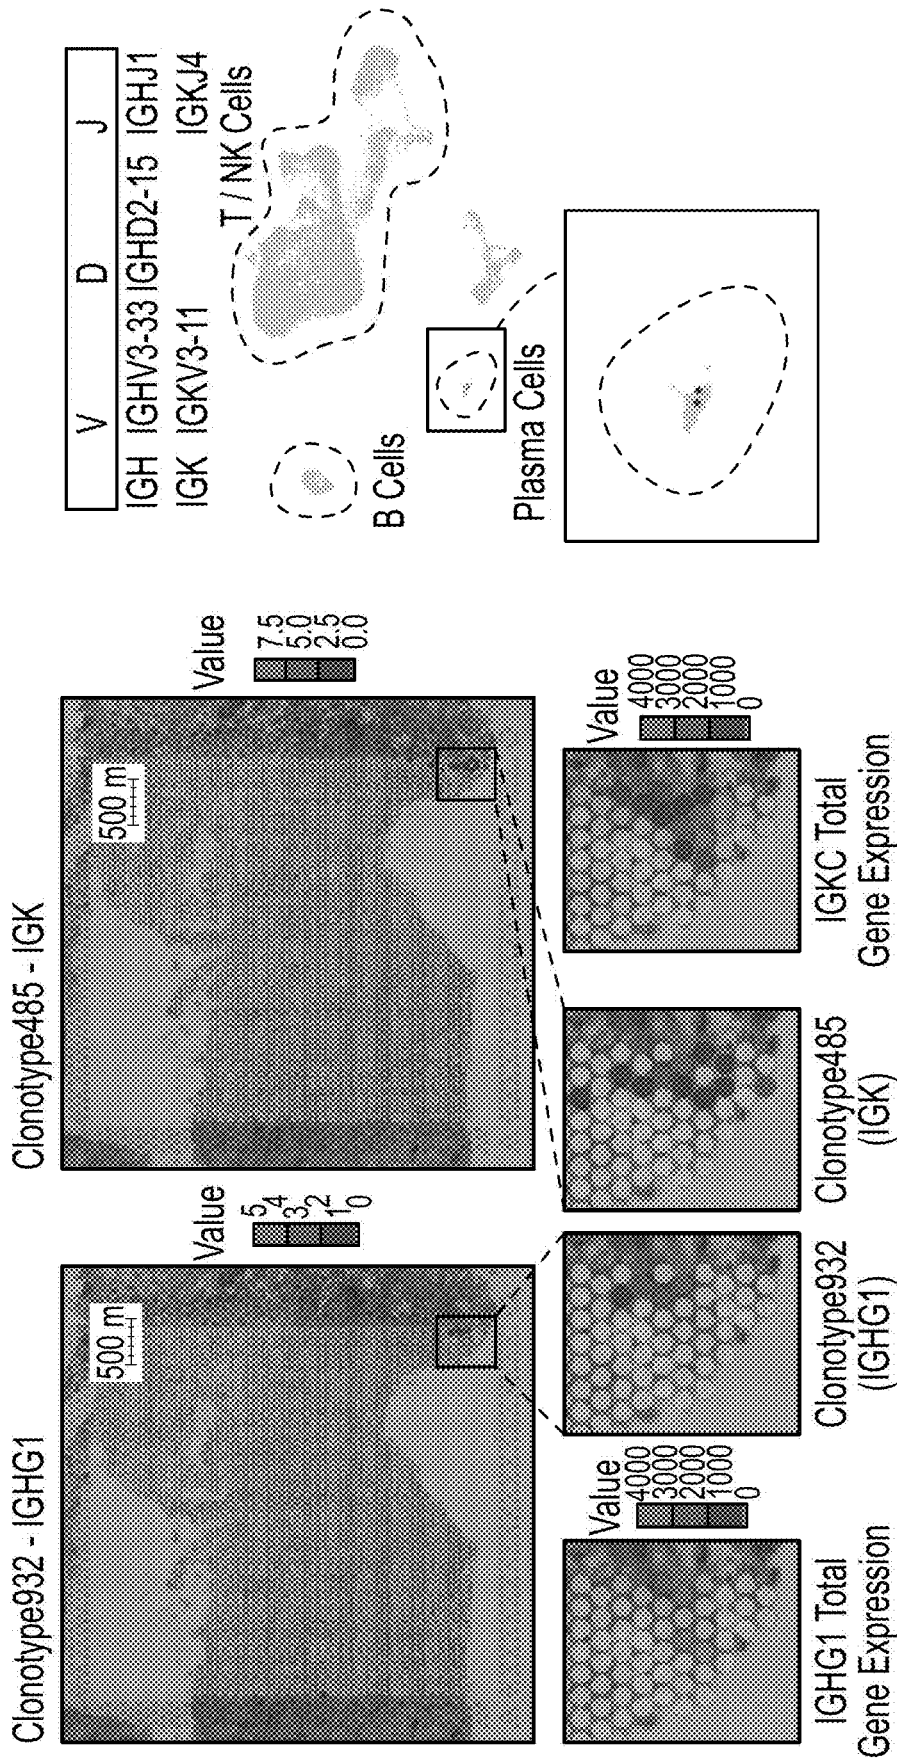 Clonotype932 - IGHG1
500 m
Value
5
4
3
2
1
0
Clonotype485 - IGK
500 m
Value
7.5
5.0
2.5
0.0
V D J
IGH IGHV3-33 IGHD2-15 IGHJ1
IGK IGKV3-11 IGKJ4
T / NK Cells
B Cells
Plasma Cells
IGHG1 Total
Gene Expression
Value
4000
3000
2000
1000
0
Clonotype932
(IGHG1)
Clonotype485
(IGK)
IGKC Total
Gene Expression
Value
4000
3000
2000
1000
0